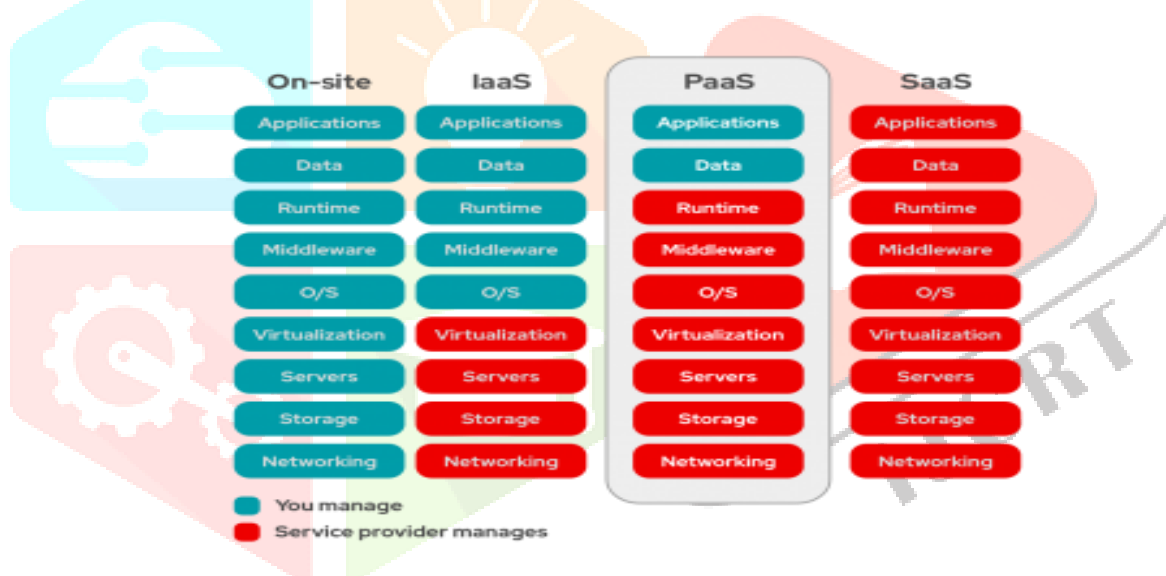 On-site IaaS PaaS SaaS
Applications Applications Applications Applications
Data Data Data Data
Runtime Runtime Runtime Runtime
Middleware Middleware Middleware Middleware
O/S O/S O/S O/S
Virtualization Virtualization Virtualization Virtualization
Servers Servers Servers Servers
Storage Storage Storage Storage
Networking Networking Networking Networking
You manage
Service provider manages